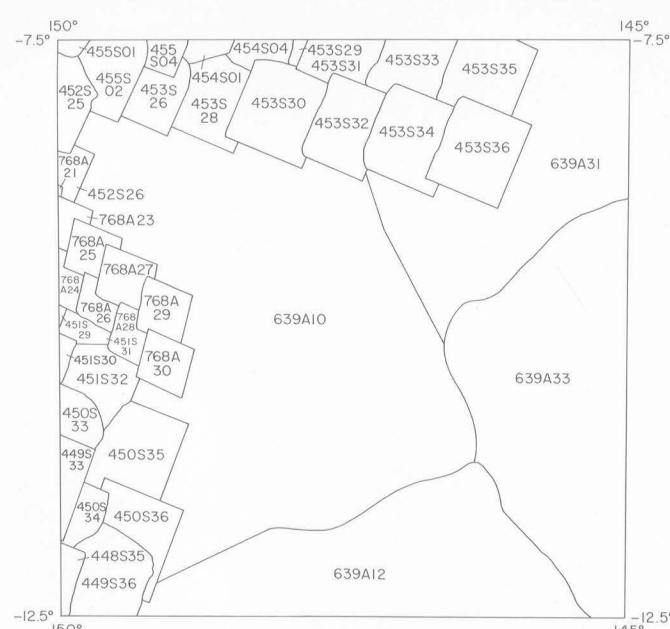 150°
145°
-7.5°
-7.5°
455S01
455
S04
454S04
453S29
453S31
453S33
453S35
455S
02
454S01
452S
25
453S
26
453S
28
453S30
453S32
453S34
453S36
639A31
768A
21
452S26
768A23
768A
25
768A27
768
A24
768A
26
768
A28
768A
29
639A10
451S
29
451S
31
451S30
768A
30
451S32
639A33
450S
33
449S
33
450S35
450S
34
450S36
448S35
449S36
639A12
-12.5°
-12.5°
150°
145°